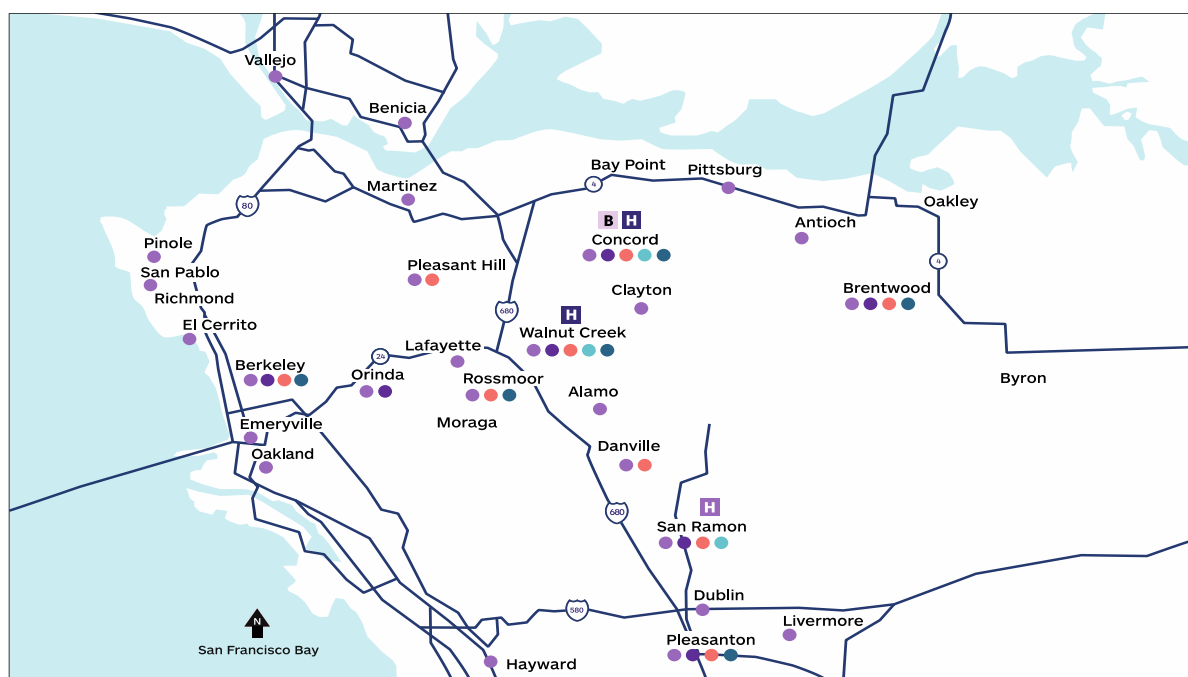 Vallejo
Benicia
Bay Point
Pittsburg
4
Martinez
80
Oakley
B H
Antioch
Concord
Pinole
4
Pleasant Hill
San Pablo
Clayton
Brentwood
Richmond
680
H
El Cerrito
Walnut Creek
Lafayette
24
Berkeley
Orinda
Rossmoor
Byron
Alamo
Moraga
Emeryville
Danville
Oakland
H
680
San Ramon
Dublin
580
N
Livermore
Pleasanton
San Francisco Bay
Hayward